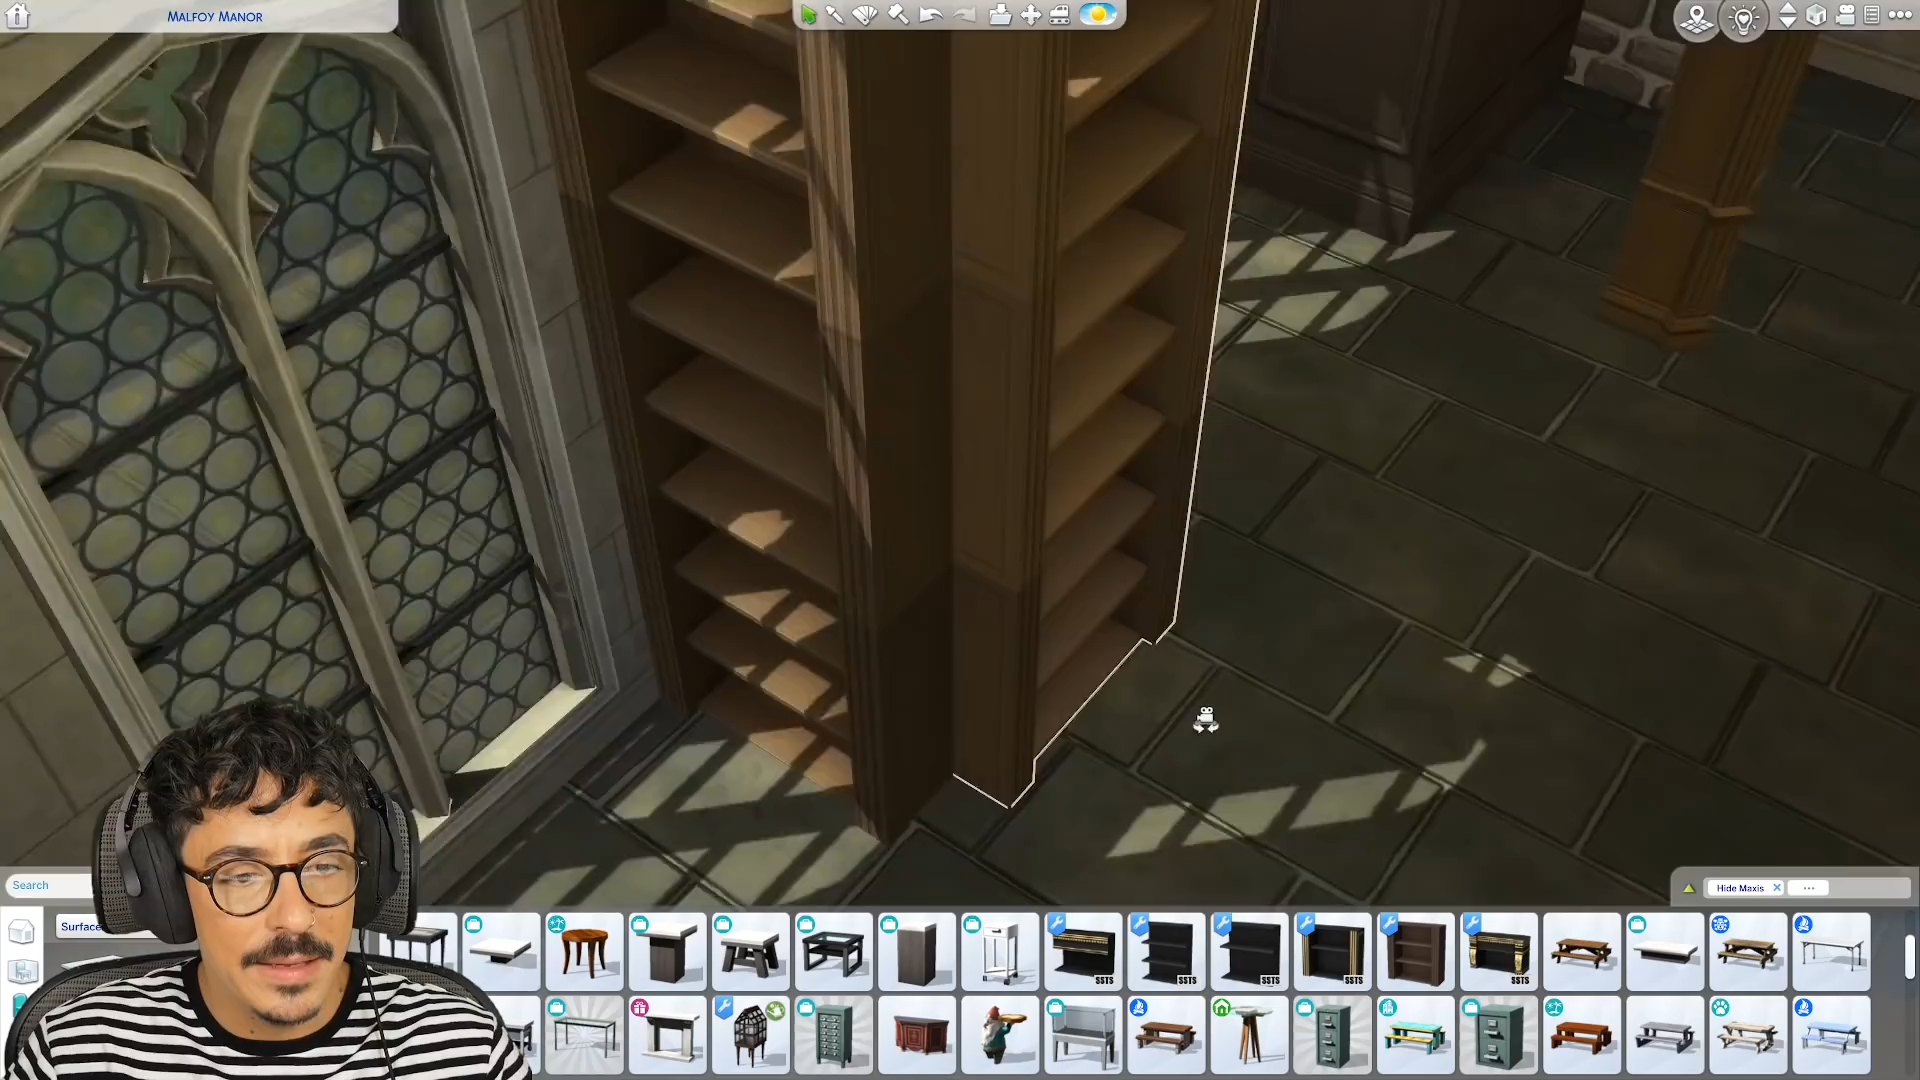 MALFOY MANOR
Search
Hide Maxis
Surface
SSTS
SSTS
SSTS
SSTS
SSTS